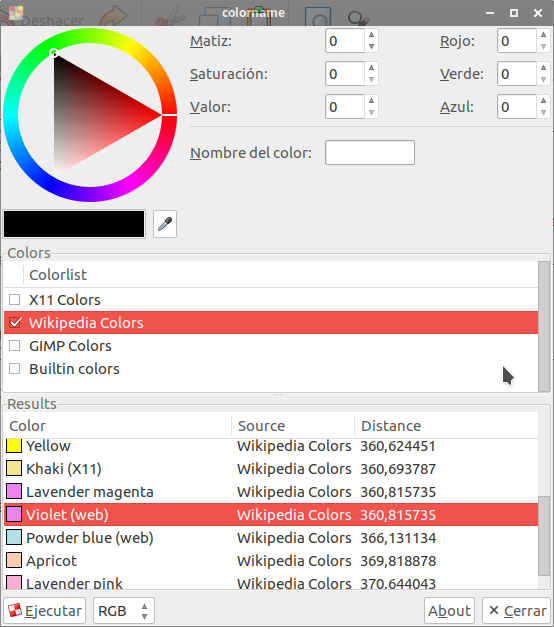 Deshacer
colorname
Matiz: 0 Rojo: 0
Saturación: 0 Verde: 0
Valor: 0 Azul: 0
Nombre del color:
Colors
Colorlist
X11 Colors
Wikipedia Colors
GIMP Colors
Builtin colors
Results
Color Source Distance
Yellow Wikipedia Colors 360,624451
Khaki (X11) Wikipedia Colors 360,693787
Lavender magenta Wikipedia Colors 360,815735
Violet (web) Wikipedia Colors 360,815735
Powder blue (web) Wikipedia Colors 366,131134
Apricot Wikipedia Colors 369,818878
Lavender pink Wikipedia Colors 370,644043
Ejecutar RGB About Cerrar